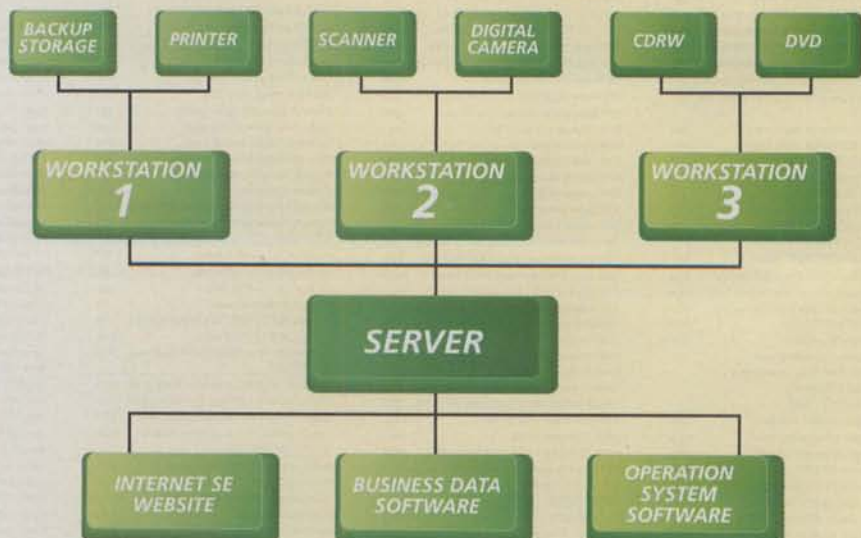 BACKUP
STORAGE
PRINTER
SCANNER
DIGITAL
CAMERA
CDRW
DVD
WORKSTATION
1
WORKSTATION
2
WORKSTATION
3
SERVER
INTERNET SE
WEBSITE
BUSINESS DATA
SOFTWARE
OPERATION
SYSTEM
SOFTWARE